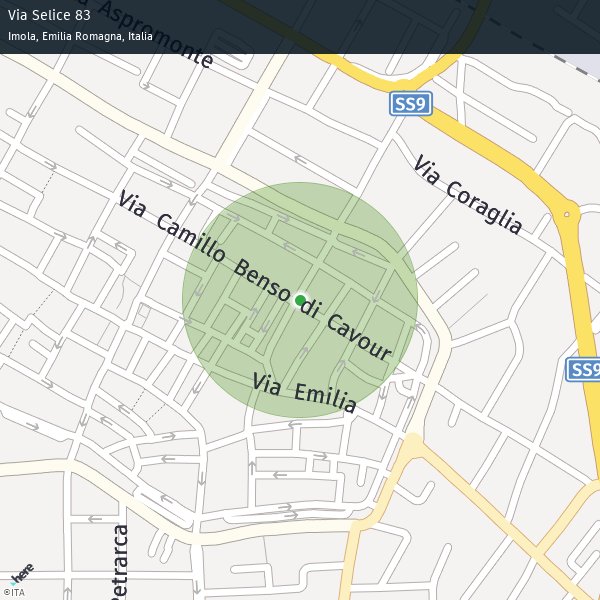 Via Selice 83
Imola, Emilia Romagna, Italia
Aspromonte
SS9
Via Coraglia
Via Camillo Benso di Cavour
SS9
Via Emilia
Petrarca
here
©ITA